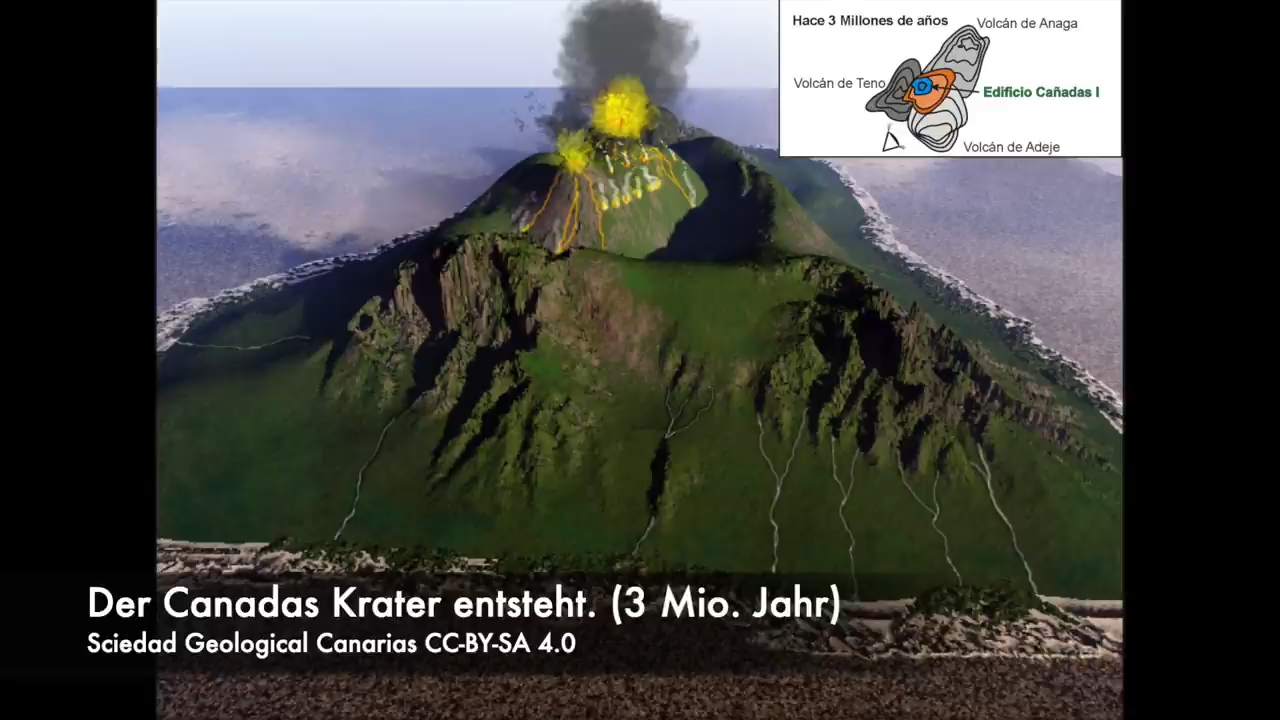 Hace 3 Millones de años
Volcán de Anaga
Volcán de Teno
Edificio Cañadas I
Volcán de Adeje
Der Canadas Krater entsteht. (3 Mio. Jahr)
Sciedad Geological Canarias CC-BY-SA 4.0